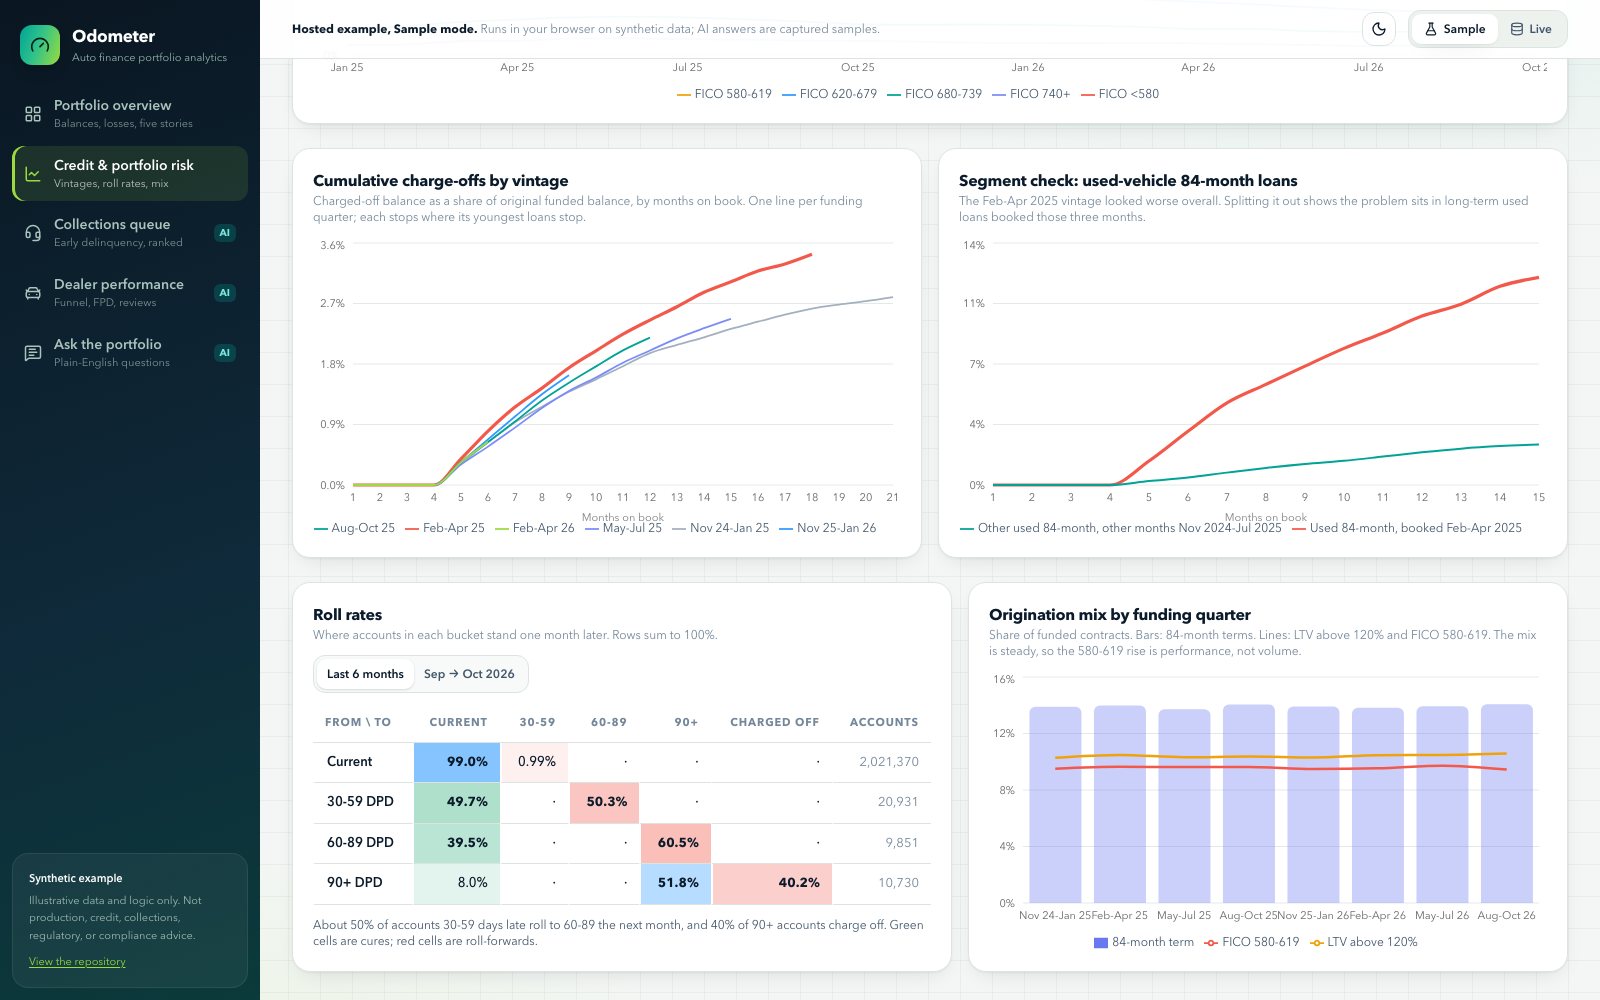 Odometer
Auto finance portfolio analytics
Portfolio overview
Balances, losses, five stories
Credit & portfolio risk
Vintages, roll rates, mix
Collections queue
Early delinquency, ranked
AI
Dealer performance
Funnel, FPD, reviews
AI
Ask the portfolio
Plain-English questions
AI
Synthetic example
Illustrative data and logic only. Not
production, credit, collections,
regulatory, or compliance advice.
View the repository
Hosted example, Sample mode. Runs in your browser on synthetic data; AI answers are captured samples.
Sample
Live
Jan 25 Apr 25 Jul 25 Oct 25 Jan 26 Apr 26 Jul 26 Oct 2
FICO 580-619 FICO 620-679 FICO 680-739 FICO 740+ FICO <580
Cumulative charge-offs by vintage
Charged-off balance as a share of original funded balance, by months on book. One line per funding
quarter; each stops where its youngest loans stop.
3.6%
2.7%
1.8%
0.9%
0.0%
1 2 3 4 5 6 7 8 9 10 11 12 13 14 15 16 17 18 19 20 21
Months on book
Aug-Oct 25 Feb-Apr 25 Feb-Apr 26 May-Jul 25 Nov 24-Jan 25 Nov 25-Jan 26
Segment check: used-vehicle 84-month loans
The Feb-Apr 2025 vintage looked worse overall. Splitting it out shows the problem sits in long-term used
loans booked those three months.
14%
11%
7%
4%
0%
1 2 3 4 5 6 7 8 9 10 11 12 13 14 15
Months on book
Other used 84-month, other months Nov 2024-Jul 2025 Used 84-month, booked Feb-Apr 2025
Roll rates
Where accounts in each bucket stand one month later. Rows sum to 100%.
Last 6 months Sep → Oct 2026
FROM \ TO CURRENT 30-59 60-89 90+ CHARGED OFF ACCOUNTS
Current 99.0% 0.99% · · · 2,021,370
30-59 DPD 49.7% · 50.3% · · 20,931
60-89 DPD 39.5% · · 60.5% · 9,851
90+ DPD 8.0% · · 51.8% 40.2% 10,730
About 50% of accounts 30-59 days late roll to 60-89 the next month, and 40% of 90+ accounts charge off. Green
cells are cures; red cells are roll-forwards.
Origination mix by funding quarter
Share of funded contracts. Bars: 84-month terms. Lines: LTV above 120% and FICO 580-619. The mix
is steady, so the 580-619 rise is performance, not volume.
16%
12%
8%
4%
0%
Nov 24-Jan 25 Feb-Apr 25 May-Jul 25 Aug-Oct 25 Nov 25-Jan 26 Feb-Apr 26 May-Jul 26 Aug-Oct 26
84-month term FICO 580-619 LTV above 120%